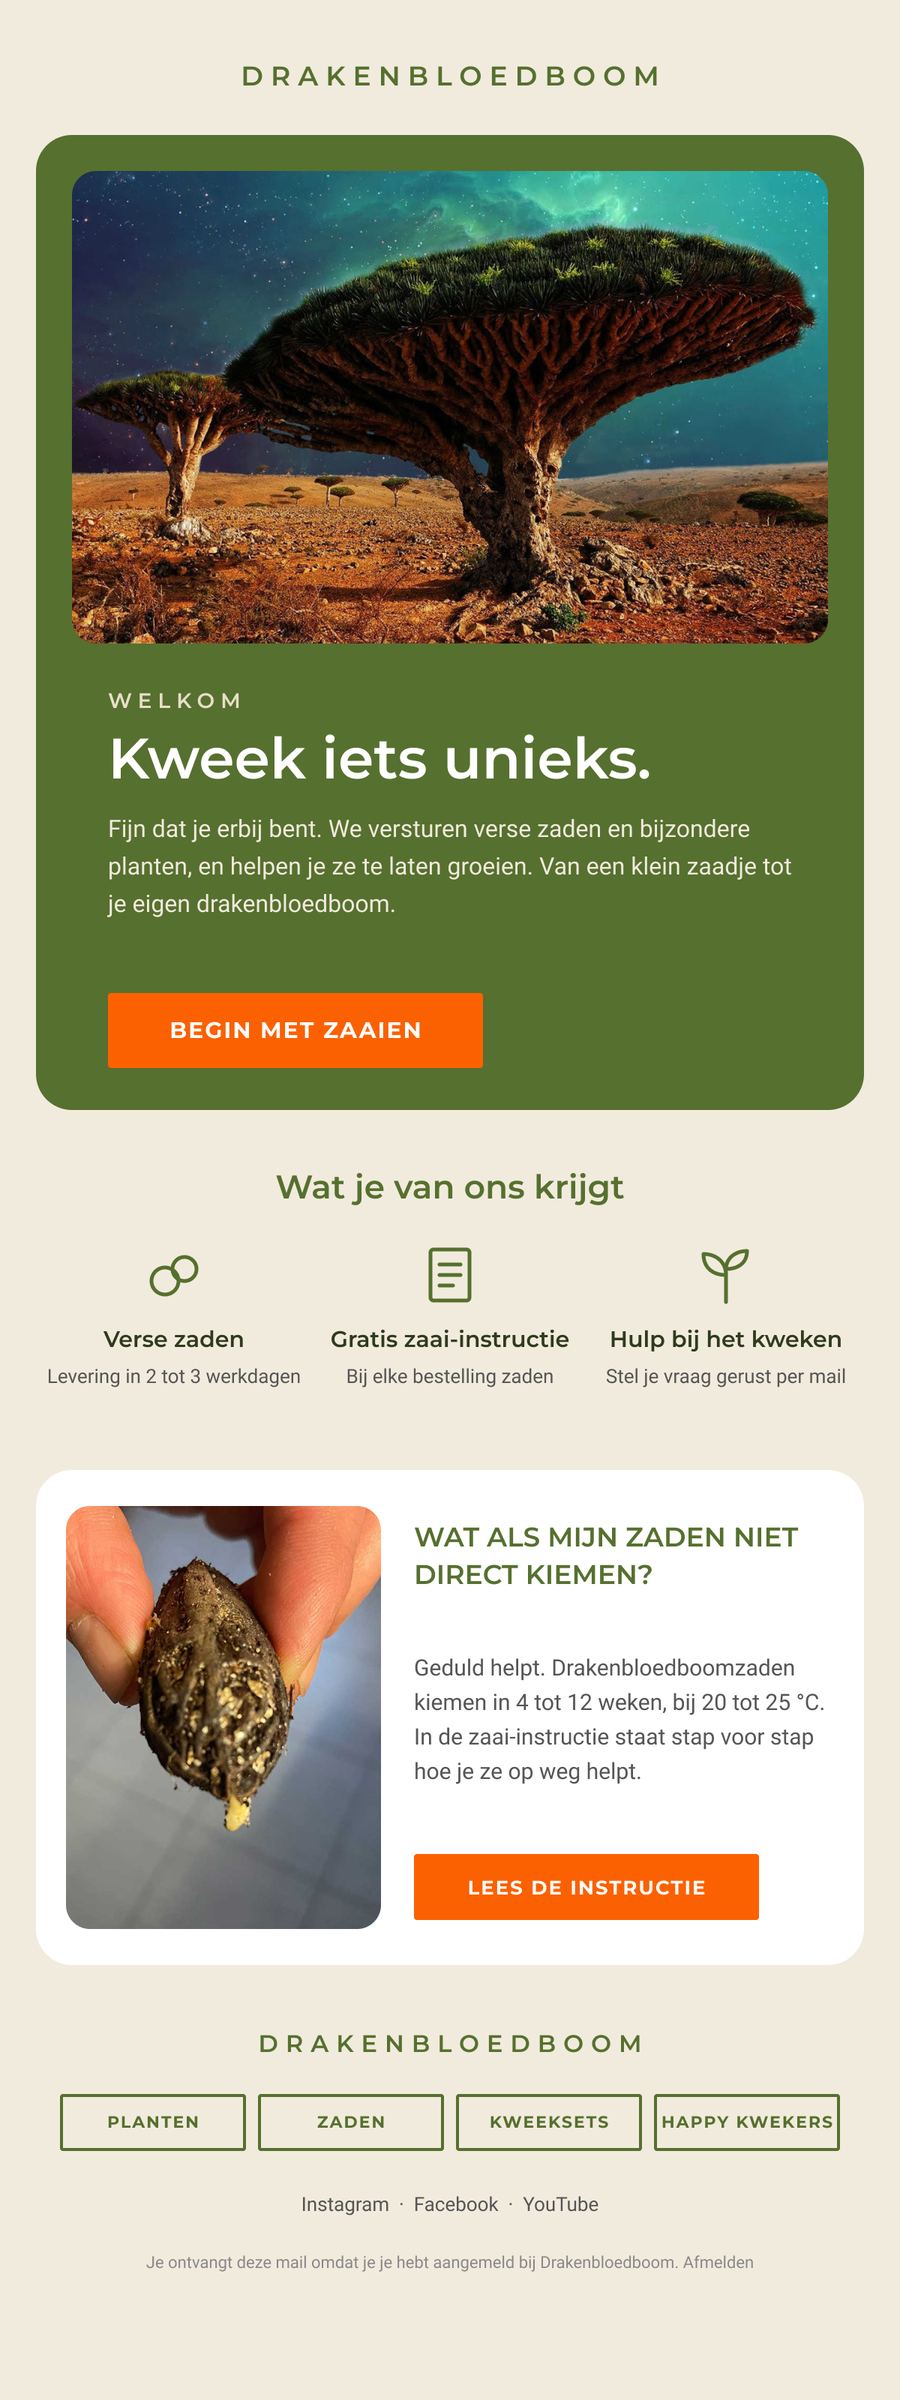 DRAKENBLOEDBOOM
WELKOM
Kweek iets unieks.
Fijn dat je erbij bent. We versturen verse zaden en bijzondere
planten, en helpen je ze te laten groeien. Van een klein zaadje tot
je eigen drakenbloedboom.
BEGIN MET ZAAIEN
Wat je van ons krijgt
Verse zaden
Levering in 2 tot 3 werkdagen
Gratis zaai-instructie
Bij elke bestelling zaden
Hulp bij het kweken
Stel je vraag gerust per mail
WAT ALS MIJN ZADEN NIET
DIRECT KIEMEN?
Geduld helpt. Drakenbloedboomzaden
kiemen in 4 tot 12 weken, bij 20 tot 25 °C.
In de zaai-instructie staat stap voor stap
hoe je ze op weg helpt.
LEES DE INSTRUCTIE
DRAKENBLOEDBOOM
PLANTEN
ZADEN
KWEEKSETS
HAPPY KWEKERS
Instagram · Facebook · YouTube
Je ontvangt deze mail omdat je je hebt aangemeld bij Drakenbloedboom. Afmelden